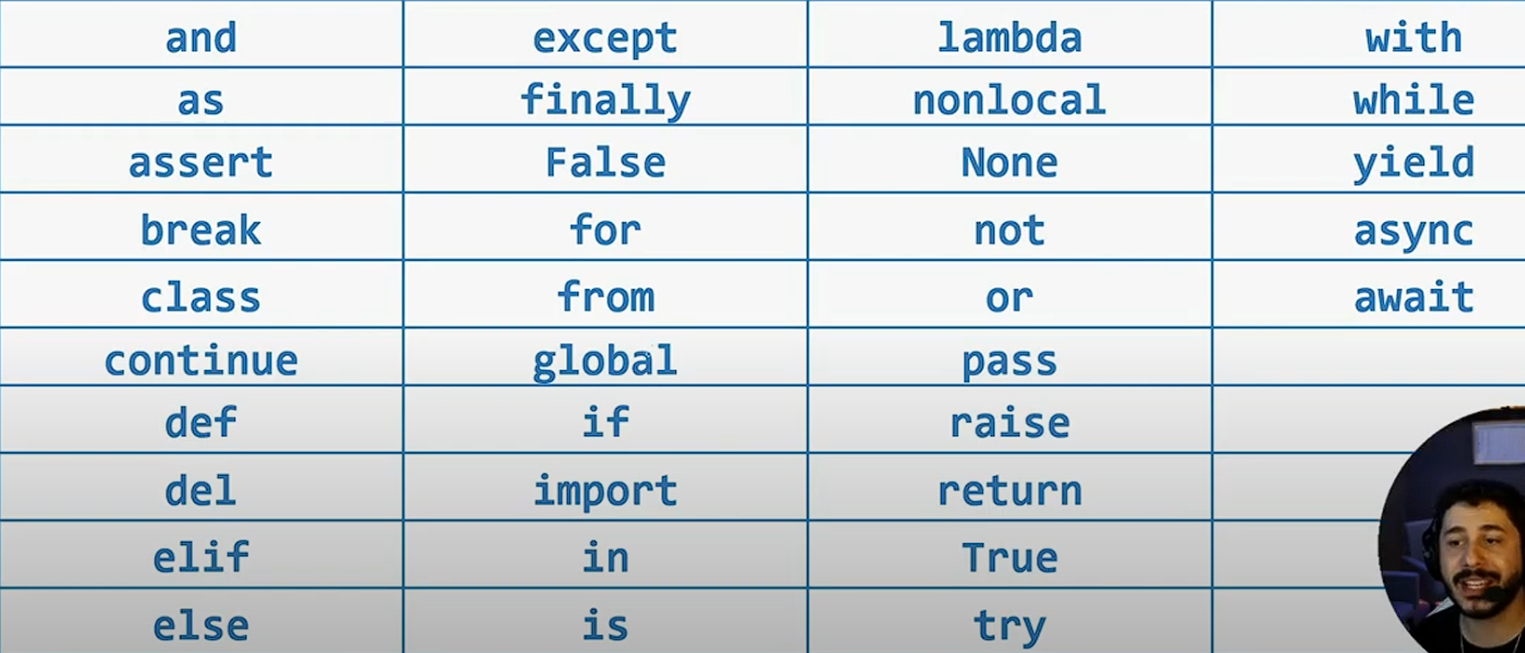 and except lambda with
as finally nonlocal while
assert False None yield
break for not async
class from or await
continue global pass
def if raise
del import return
elif in True
else is try